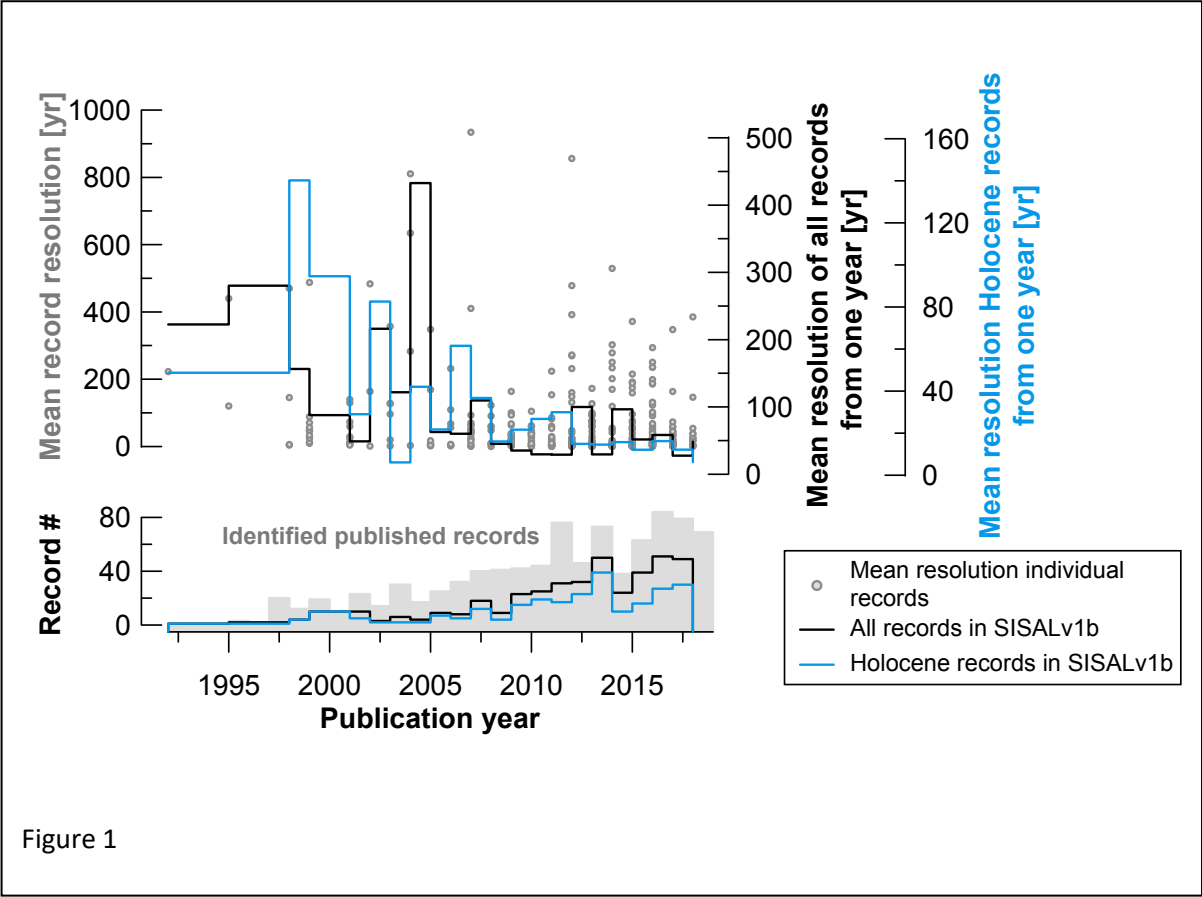 Mean record resolution [yr]
1000
800
600
400
200
0
500
400
300
200
100
0
Mean resolution of all records
from one year [yr]
160
120
80
40
0
Mean resolution Holocene records
from one year [yr]
Record #
80
40
0
Identified published records
1995 2000 2005 2010 2015
Publication year
Mean resolution individual
records
All records in SISALv1b
Holocene records in SISALv1b
Figure 1